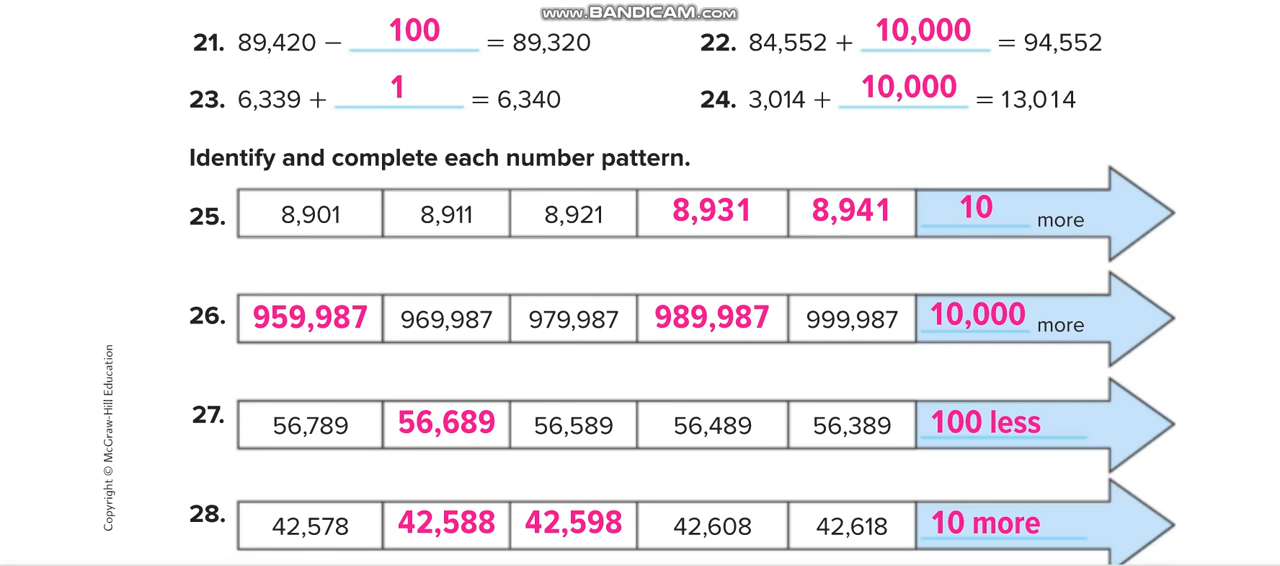 www.BANDICAM.com
21. 89,420 − 100 = 89,320
22. 84,552 + 10,000 = 94,552
23. 6,339 + 1 = 6,340
24. 3,014 + 10,000 = 13,014
Identify and complete each number pattern.
25. 8,901 8,911 8,921 8,931 8,941 10 more
26. 959,987 969,987 979,987 989,987 999,987 10,000 more
27. 56,789 56,689 56,589 56,489 56,389 100 less
28. 42,578 42,588 42,598 42,608 42,618 10 more
Copyright © McGraw-Hill Education